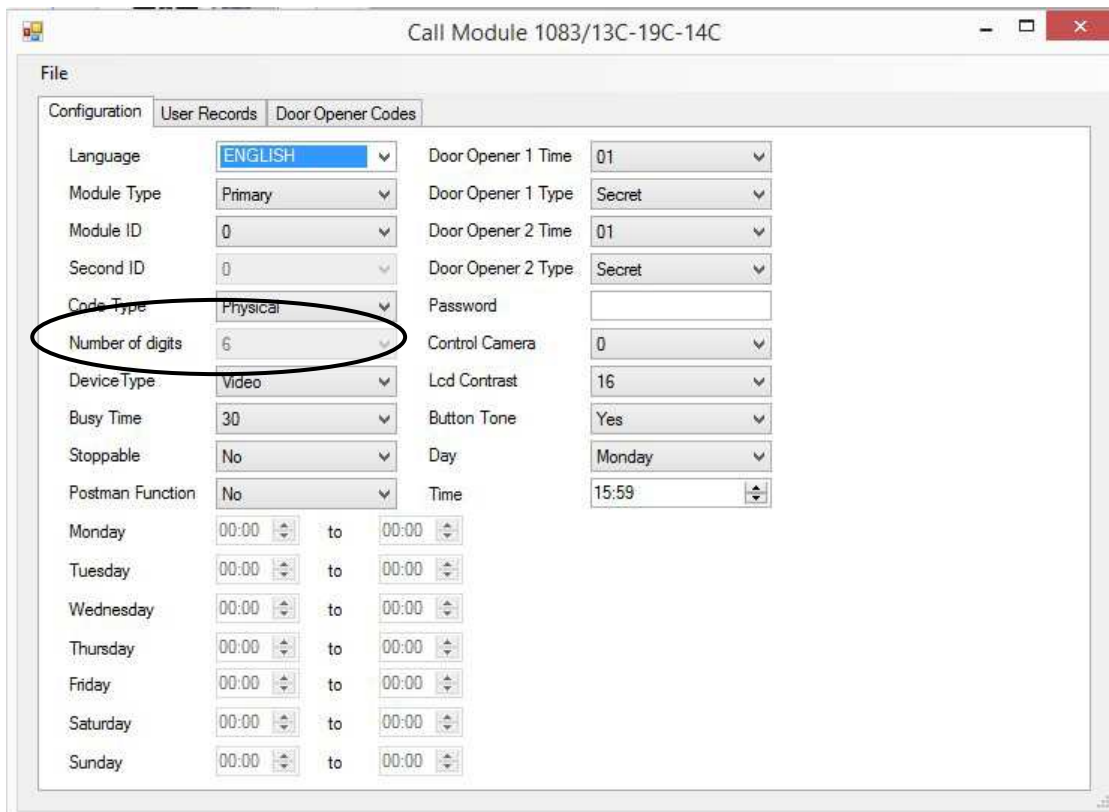 Call Module 1083/13C-19C-14C
File
Configuration User Records Door Opener Codes
Language ENGLISH Door Opener 1 Time 01
Module Type Primary Door Opener 1 Type Secret
Module ID 0 Door Opener 2 Time 01
Second ID 0 Door Opener 2 Type Secret
Code Type Physical Password
Number of digits 6 Control Camera 0
Device Type Video Lcd Contrast 16
Busy Time 30 Button Tone Yes
Stoppable No Day Monday
Postman Function No Time 15:59
Monday 00:00 to 00:00
Tuesday 00:00 to 00:00
Wednesday 00:00 to 00:00
Thursday 00:00 to 00:00
Friday 00:00 to 00:00
Saturday 00:00 to 00:00
Sunday 00:00 to 00:00